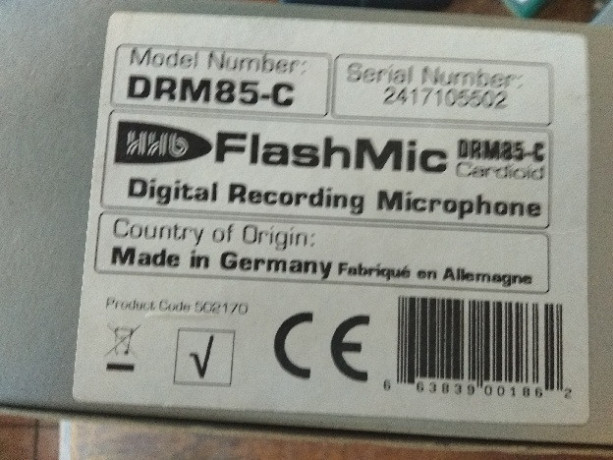 Model Number:
DRM85-C
Serial Number:
2417105502
HHB FlashMic DRM85-C
Cardioid
Digital Recording Microphone
Country of Origin:
Made in Germany Fabriqué en Allemagne
Product Code 502170
√
CE
6 63839 00186 2